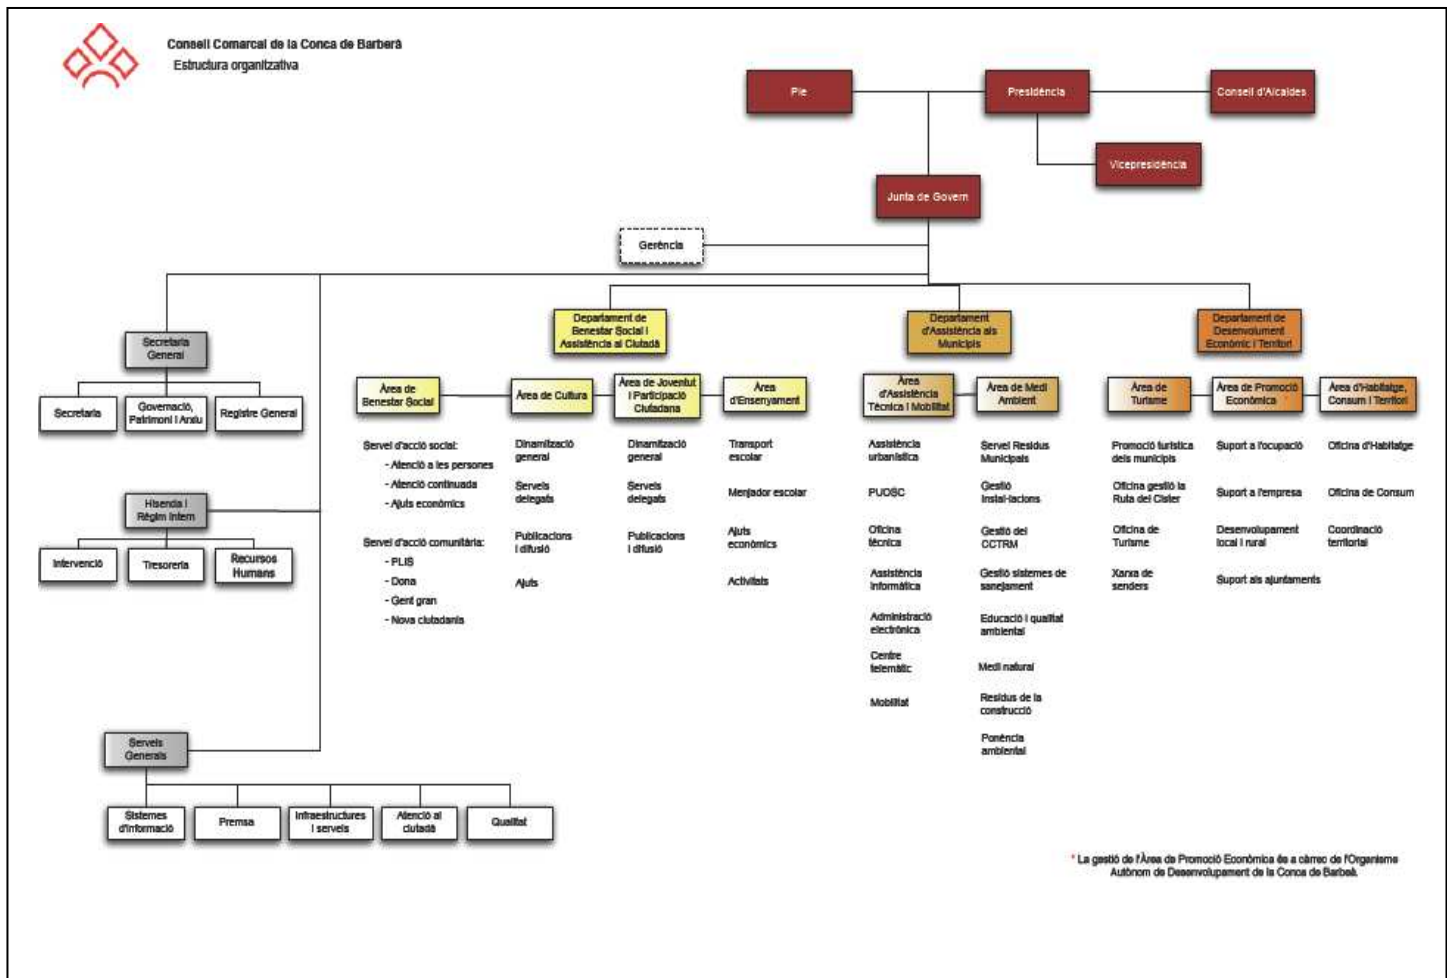 Consell Comarcal de la Conca de Barberà
Estructura organitzativa
Ple
Presidència
Consell d'Alcaldes
Vicepresidència
Junta de Govern
Gerència
Departament de
Benestar Social i
Assistència al Ciutadà
Departament
d'Assistència als
Municipis
Departament de
Desenvolument
Econòmic i Territori
Secretaria
General
Secretaria
Governació,
Patrimoni i Arxiu
Registre General
Àrea de
Benestar Social
Àrea de Cultura
Àrea de Joventut
i Participació
Ciutadana
Àrea
d'Ensenyament
Àrea
d'Assistència
Tècnica i Mobilitat
Àrea de Medi
Ambient
Àrea de
Turisme
Àrea de Promoció
Econòmica
Àrea d'Habitatge,
Consum i Territori
Servei d'acció social:
- Atenció a les persones
- Atenció continuada
- Ajuts econòmics
Servei d'acció comunitària:
- PLIS
- Dona
- Gent gran
- Nova ciutadania
Dinamització
general
Serveis
delegats
Publicacions
i difusió
Ajuts
Dinamització
general
Serveis
delegats
Publicacions
i difusió
Transport
escolar
Menjador escolar
Ajuts
econòmics
Activitats
Assistència
urbanística
PUOSC
Oficina
tècnica
Assistència
Informàtica
Administració
electrònica
Centre
telemàtic
Mobilitat
Servei Residus
Municipals
Gestió
Instal·lacions
Gestió del
CCTRM
Gestió sistemes de
sanejament
Educació i qualitat
ambiental
Medi natural
Residus de la
construcció
Ponència
ambiental
Promoció turística
dels municipis
Oficina gestió la
Ruta del Cister
Oficina de
Turisme
Xarxa de
senders
Suport a l'ocupació
Suport a l'empresa
Desenvolupament
local i rural
Suport als ajuntaments
Oficina d'Habitatge
Oficina de Consum
Coordinació
territorial
Hisenda i
Règim Intern
Intervenció
Tresoreria
Recursos
Humans
Serveis
Generals
Sistemes
d'informació
Premsa
Infraestructures
i serveis
Atenció al
ciutadà
Qualitat
* La gestió de l'Àrea de Promoció Econòmica és a càrrec de l'Organisme
Autònom de Desenvolupament de la Conca de Barbeà.